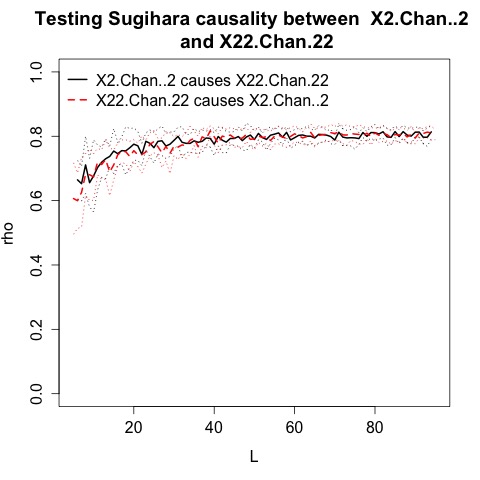 Testing Sugihara causality between  X2.Chan..2
and X22.Chan.22
X2.Chan..2 causes X22.Chan.22
X22.Chan.22 causes X2.Chan..2
1.0
0.8
0.6
0.4
0.2
0.0
rho
20 40 60 80
L